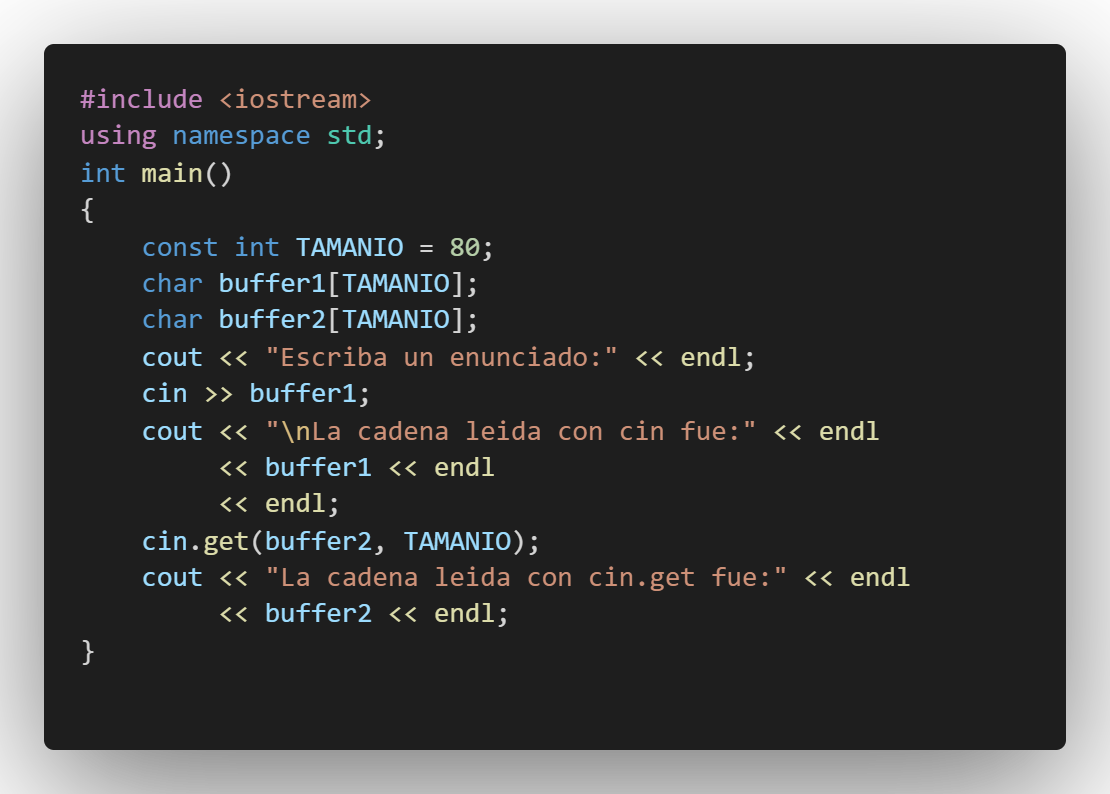 #include <iostream>
using namespace std;
int main()
{
    const int TAMANIO = 80;
    char buffer1[TAMANIO];
    char buffer2[TAMANIO];
    cout << "Escriba un enunciado:" << endl;
    cin >> buffer1;
    cout << "\nLa cadena leida con cin fue:" << endl
         << buffer1 << endl
         << endl;
    cin.get(buffer2, TAMANIO);
    cout << "La cadena leida con cin.get fue:" << endl
         << buffer2 << endl;
}